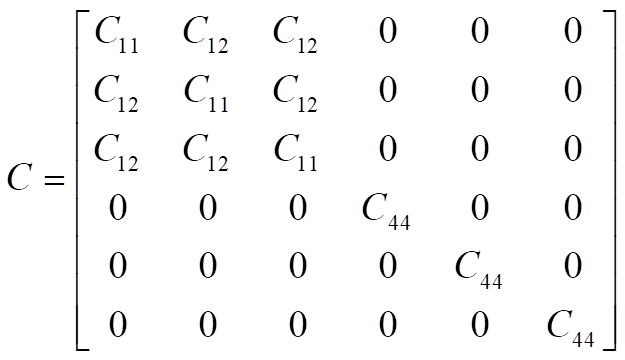 C₁₁ C₁₂ C₁₂ 0 0 0
C₁₂ C₁₁ C₁₂ 0 0 0
C₁₂ C₁₂ C₁₁ 0 0 0
C = 0 0 0 C₄₄ 0 0
0 0 0 0 C₄₄ 0
0 0 0 0 0 C₄₄